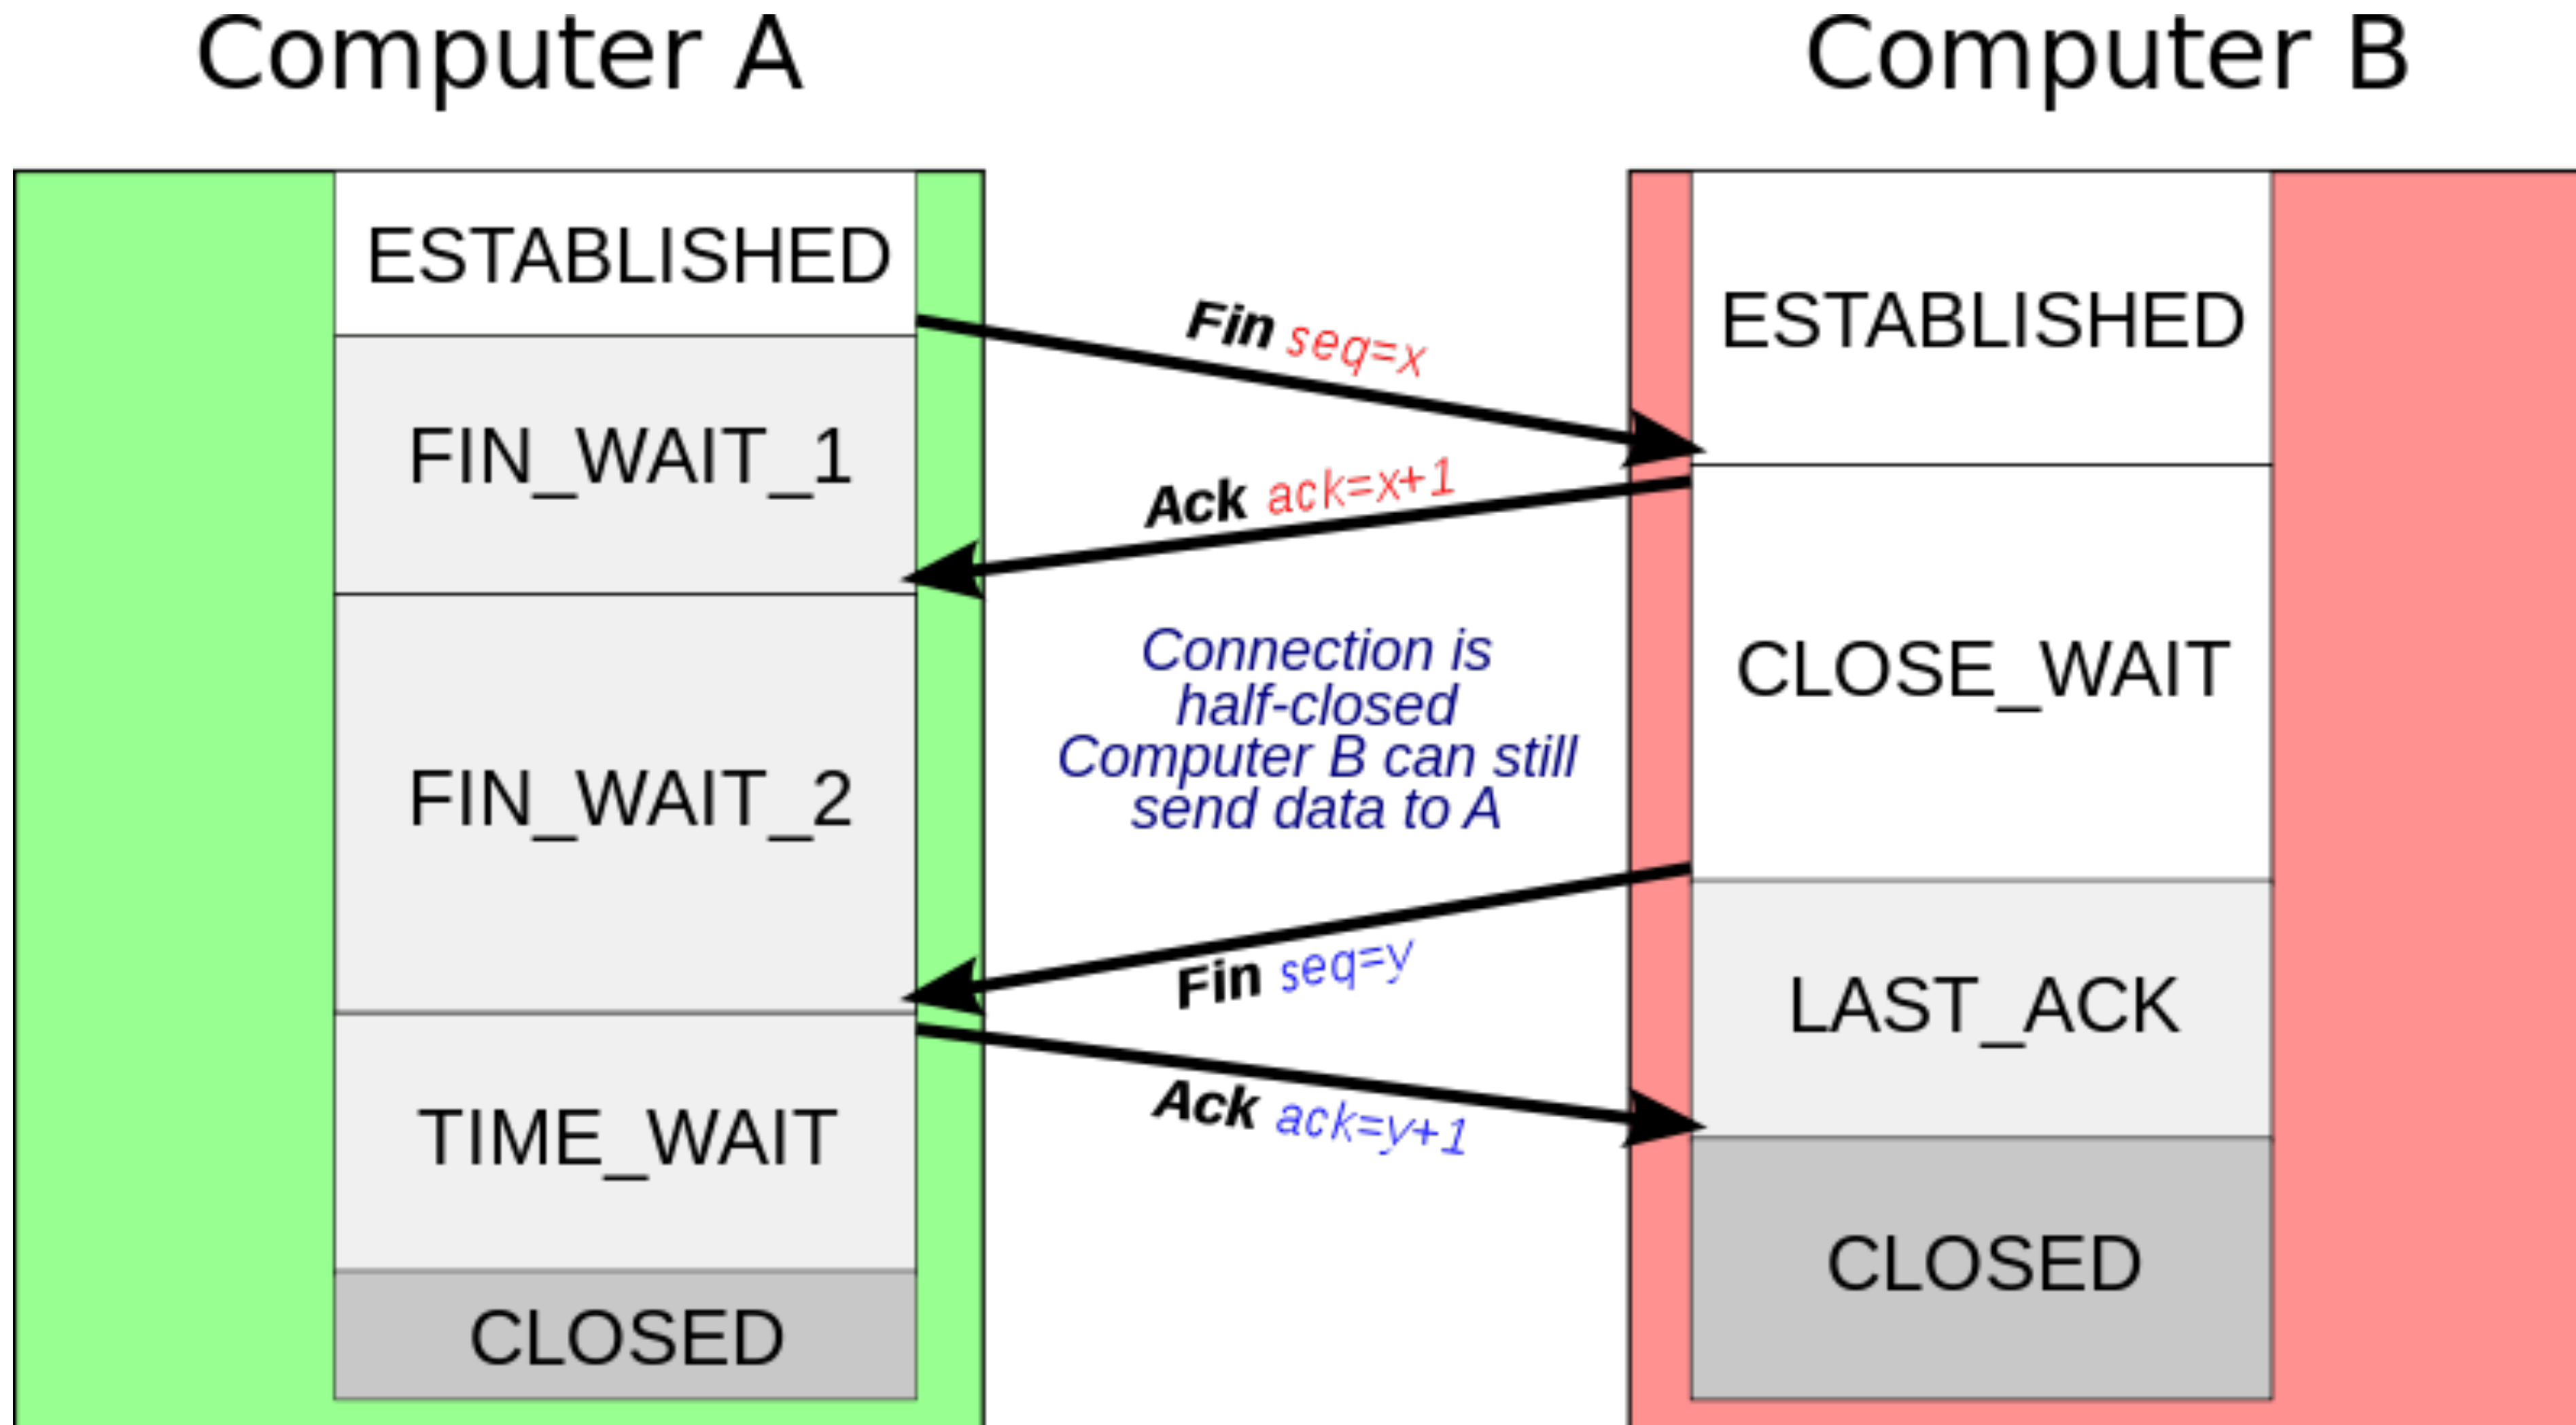 Computer A
Computer B
ESTABLISHED
FIN_WAIT_1
FIN_WAIT_2
TIME_WAIT
CLOSED
Fin seq=x
Ack ack=x+1
Connection is
half-closed
Computer B can still
send data to A
Fin seq=y
Ack ack=y+1
ESTABLISHED
CLOSE_WAIT
LAST_ACK
CLOSED